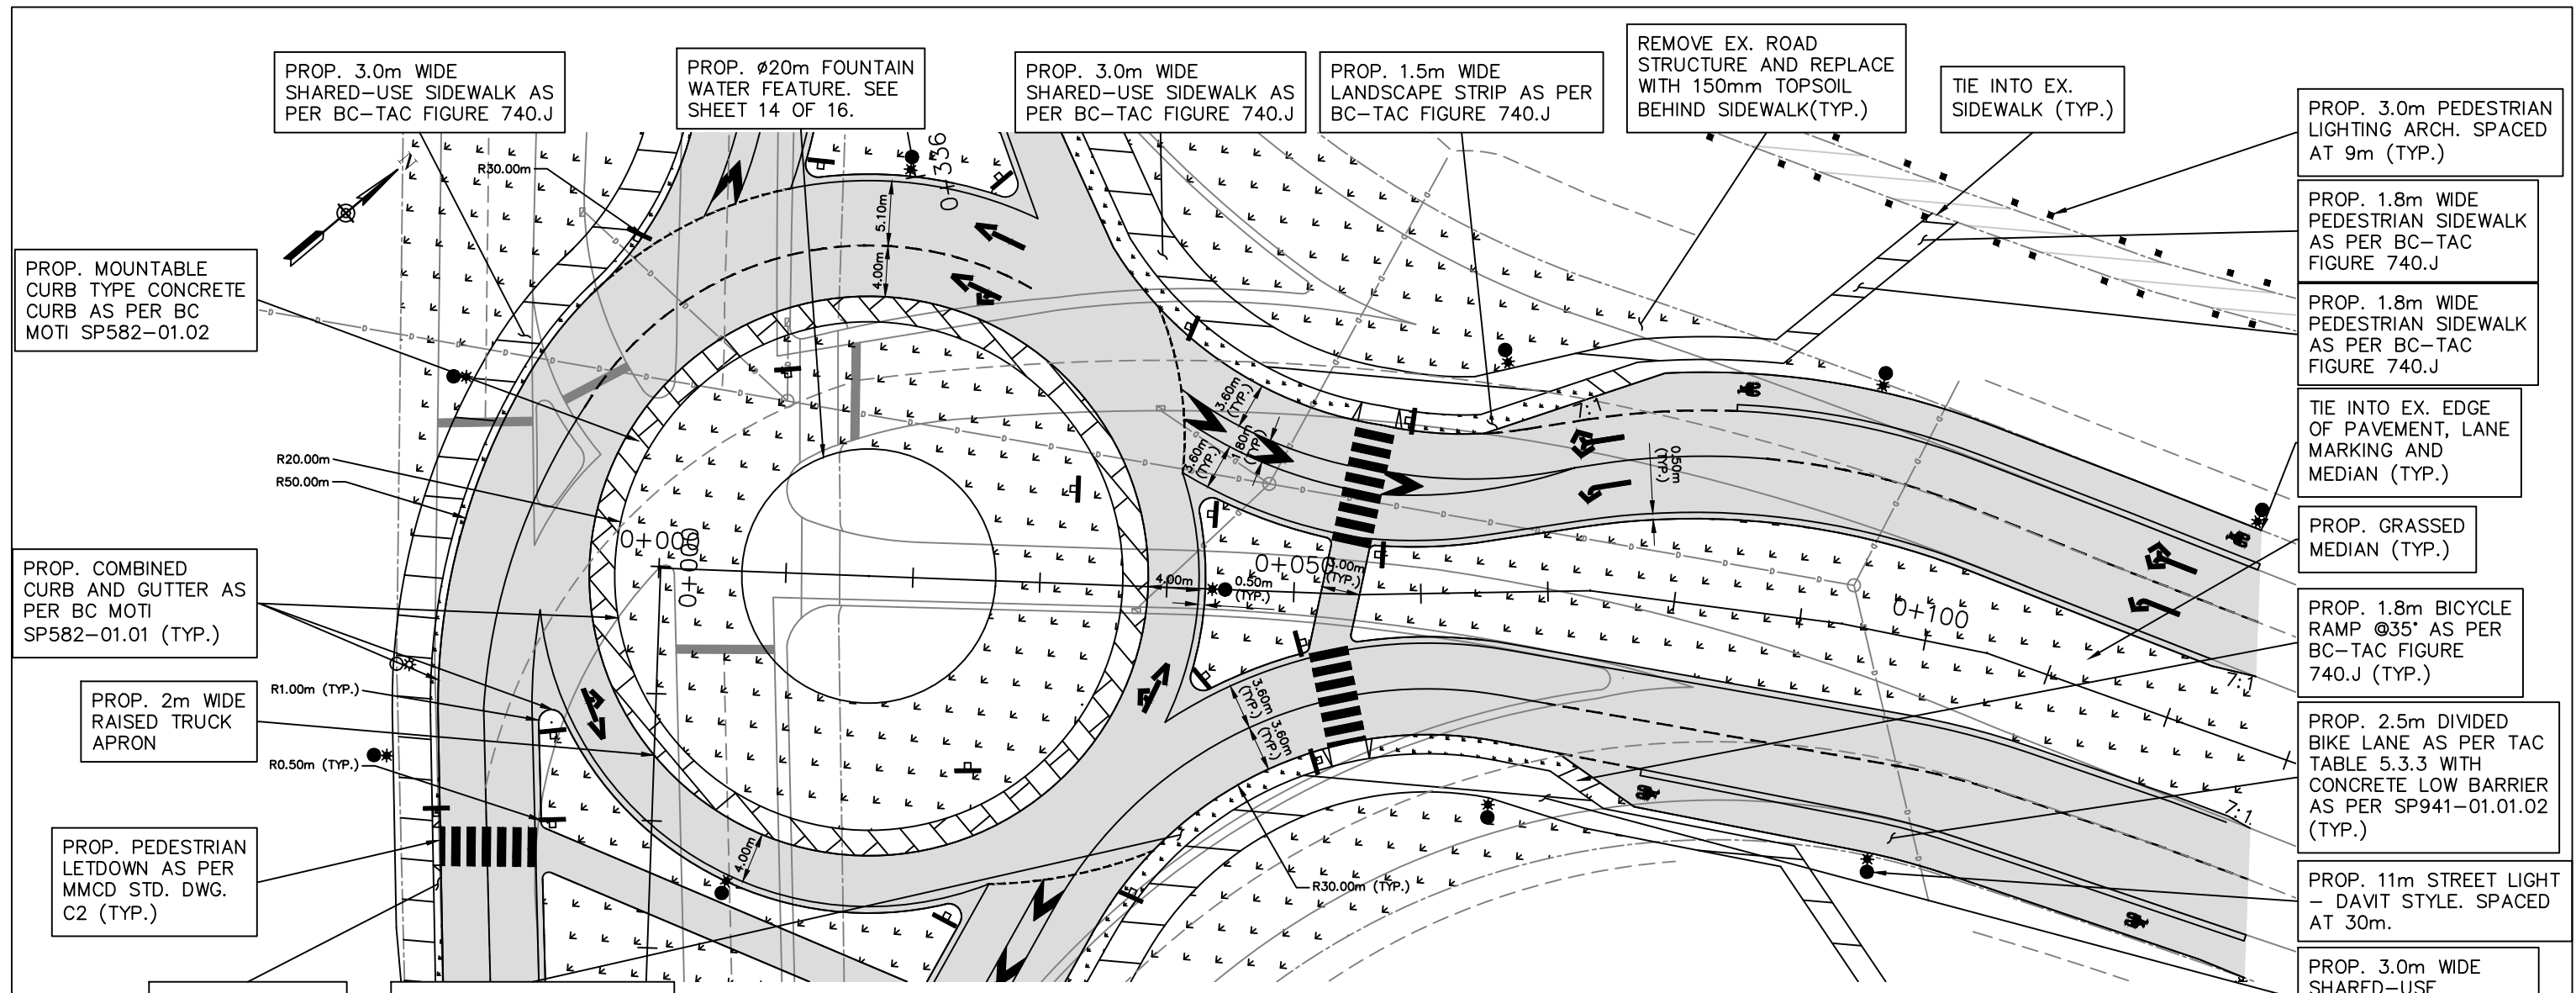 PROP. 3.0m WIDE
SHARED-USE SIDEWALK AS
PER BC-TAC FIGURE 740.J
PROP. ø20m FOUNTAIN
WATER FEATURE. SEE
SHEET 14 OF 16.
PROP. 3.0m WIDE
SHARED-USE SIDEWALK AS
PER BC-TAC FIGURE 740.J
PROP. 1.5m WIDE
LANDSCAPE STRIP AS PER
BC-TAC FIGURE 740.J
REMOVE EX. ROAD
STRUCTURE AND REPLACE
WITH 150mm TOPSOIL
BEHIND SIDEWALK(TYP.)
TIE INTO EX.
SIDEWALK (TYP.)
PROP. 3.0m PEDESTRIAN
LIGHTING ARCH. SPACED
AT 9m (TYP.)
PROP. 1.8m WIDE
PEDESTRIAN SIDEWALK
AS PER BC-TAC
FIGURE 740.J
PROP. 1.8m WIDE
PEDESTRIAN SIDEWALK
AS PER BC-TAC
FIGURE 740.J
TIE INTO EX. EDGE
OF PAVEMENT, LANE
MARKING AND
MEDiAN (TYP.)
PROP. GRASSED
MEDIAN (TYP.)
PROP. 1.8m BICYCLE
RAMP @35° AS PER
BC-TAC FIGURE
740.J (TYP.)
PROP. 2.5m DIVIDED
BIKE LANE AS PER TAC
TABLE 5.3.3 WITH
CONCRETE LOW BARRIER
AS PER SP941-01.01.02
(TYP.)
PROP. 11m STREET LIGHT
- DAVIT STYLE. SPACED
AT 30m.
PROP. 3.0m WIDE
SHARED-USE
PROP. MOUNTABLE
CURB TYPE CONCRETE
CURB AS PER BC
MOTI SP582-01.02
R20.00m
R50.00m
PROP. COMBINED
CURB AND GUTTER AS
PER BC MOTI
SP582-01.01 (TYP.)
R1.00m (TYP.)
PROP. 2m WIDE
RAISED TRUCK
APRON
R0.50m (TYP.)
PROP. PEDESTRIAN
LETDOWN AS PER
MMCD STD. DWG.
C2 (TYP.)
N
R30.00m
0+336
5.10m
4.00m
3.60m
(TYP.)
1.80m
(TYP.)
3.60m
(TYP.)
7:1
0.50m
(TYP.)
0+000
0+000
4.00m
0.50m
(TYP.)
0+050
3.00m
(TYP.)
0+100
7:1
7:1
3.60m
(TYP.)
3.60m
(TYP.)
4.00m
R30.00m (TYP.)